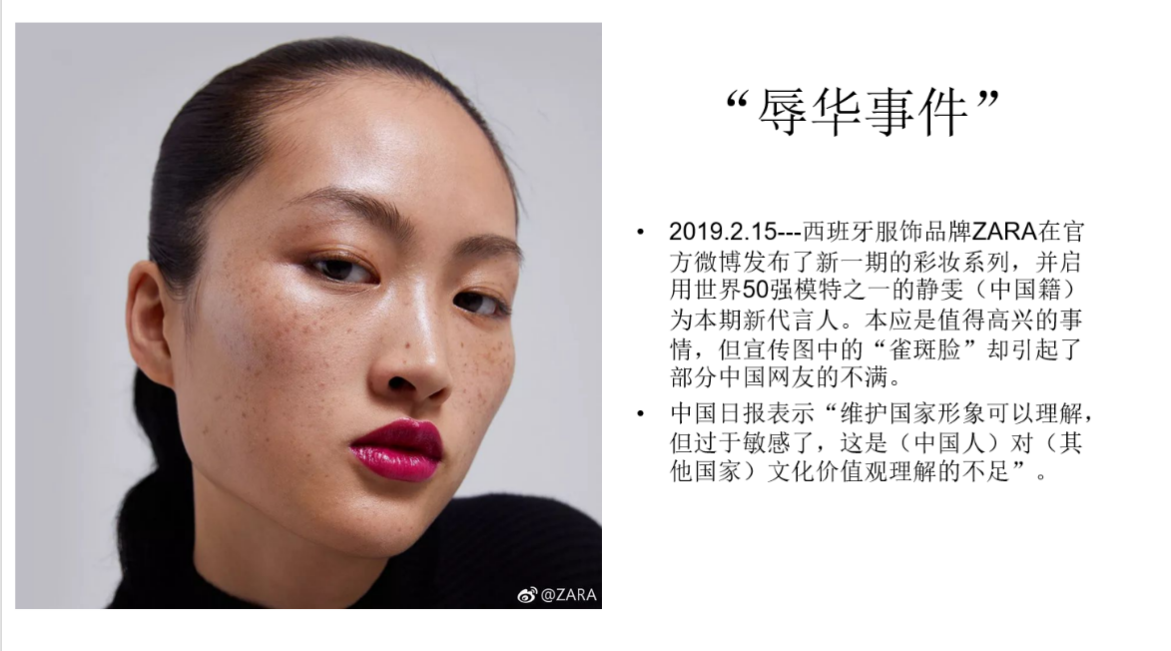 “辱华事件”
• 2019.2.15---西班牙服饰品牌ZARA在官
方微博发布了新一期的彩妆系列，并启
用世界50强模特之一的静雯（中国籍）
为本期新代言人。本应是值得高兴的事
情，但宣传图中的“雀斑脸”却引起了
部分中国网友的不满。
• 中国日报表示“维护国家形象可以理解，
但过于敏感了，这是（中国人）对（其
他国家）文化价值观理解的不足”。
@ZARA